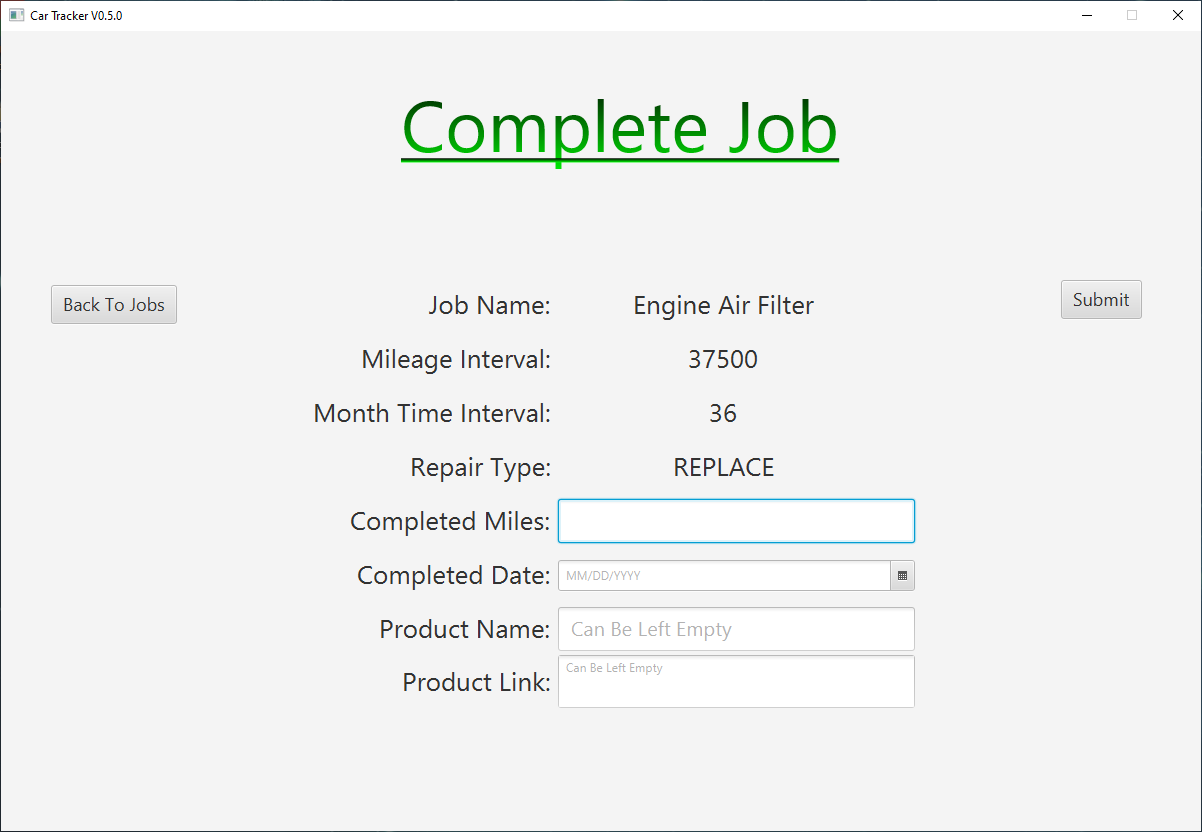 Car Tracker V0.5.0
Complete Job
Back To Jobs
Submit
Job Name: Engine Air Filter
Mileage Interval: 37500
Month Time Interval: 36
Repair Type: REPLACE
Completed Miles:
Completed Date: MM/DD/YYYY
Product Name: Can Be Left Empty
Product Link: Can Be Left Empty